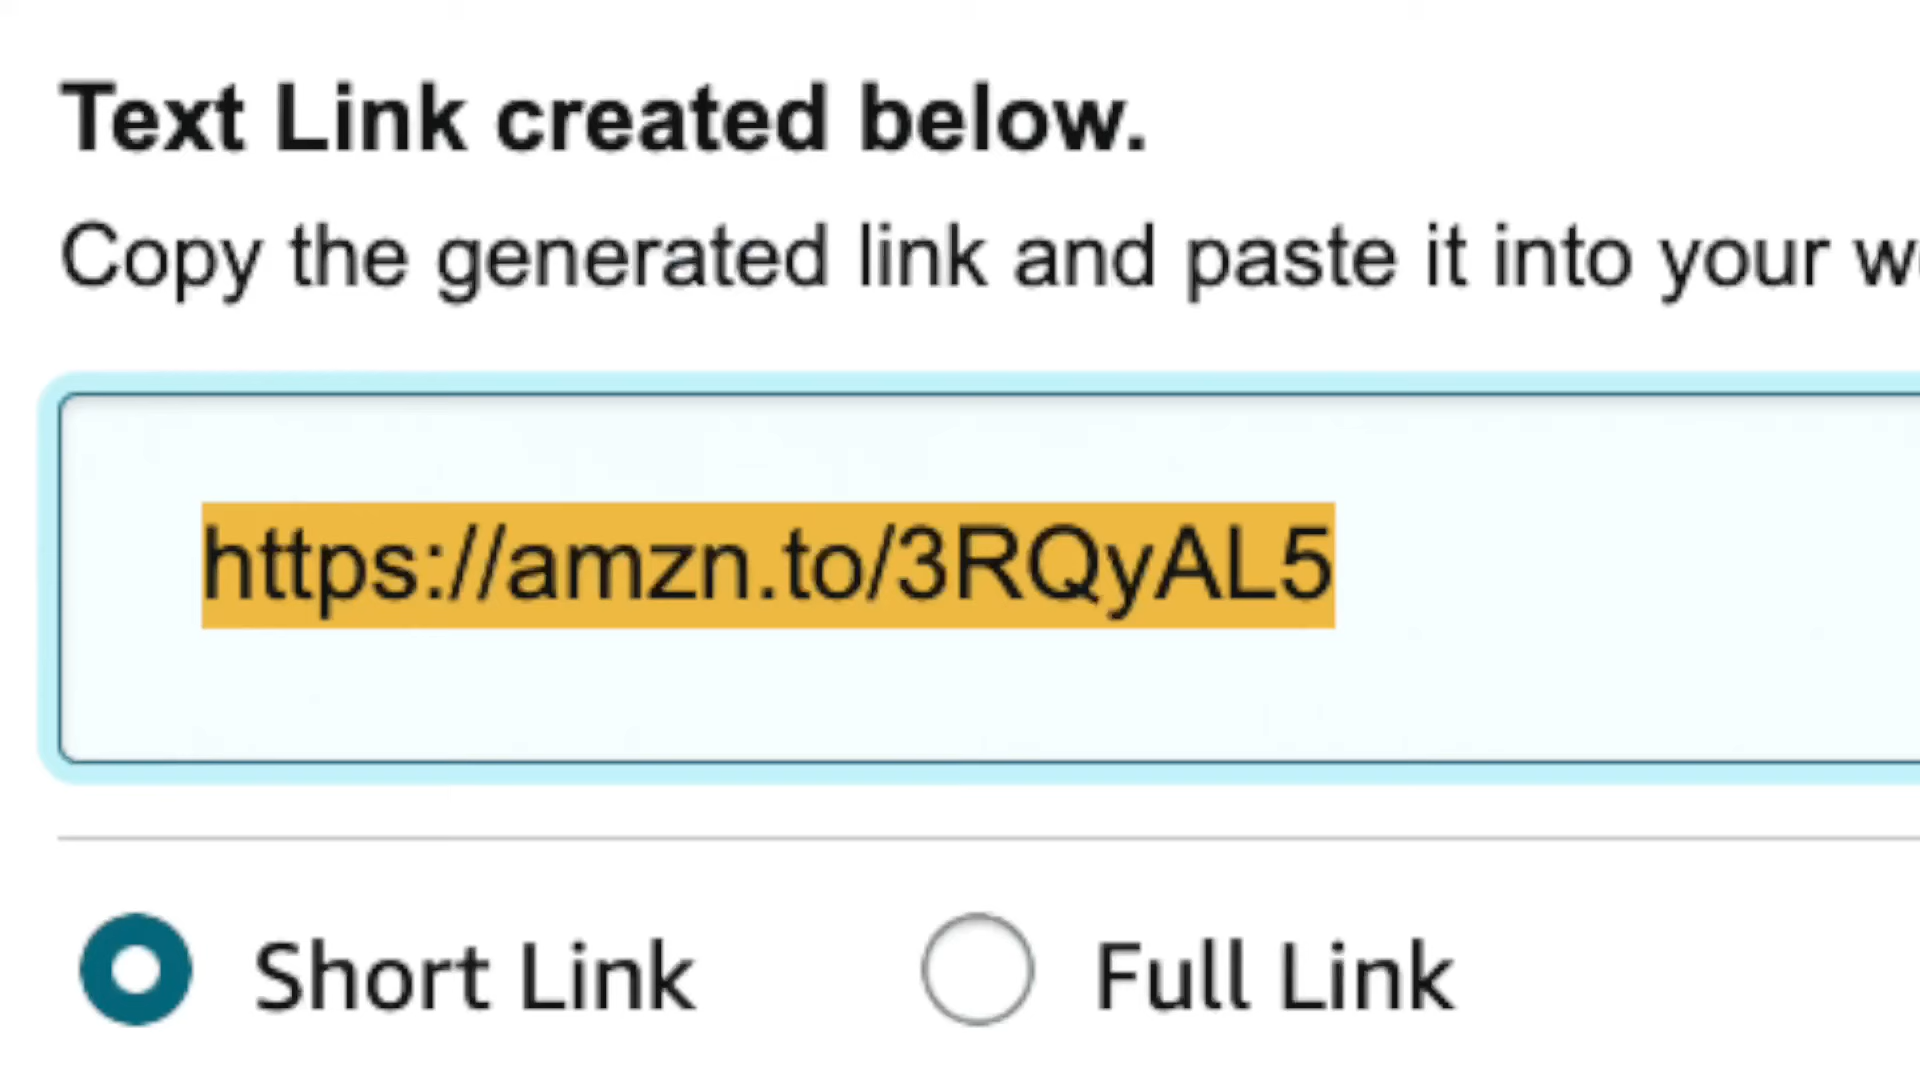 Text Link created below.
Copy the generated link and paste it into your
https://amzn.to/3RQyAL5
Short Link
Full Link